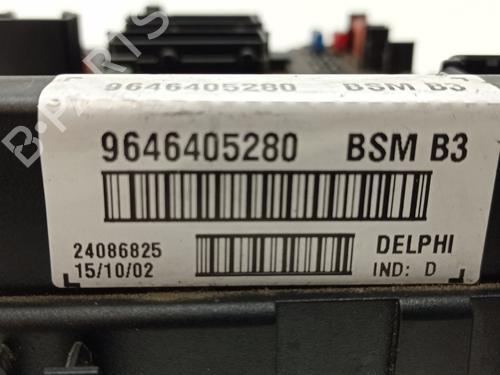 9646405280 BSM B3
9646405280 BSM B3
24086825 DELPHI
15/10/02 IND: D
B-PARTS